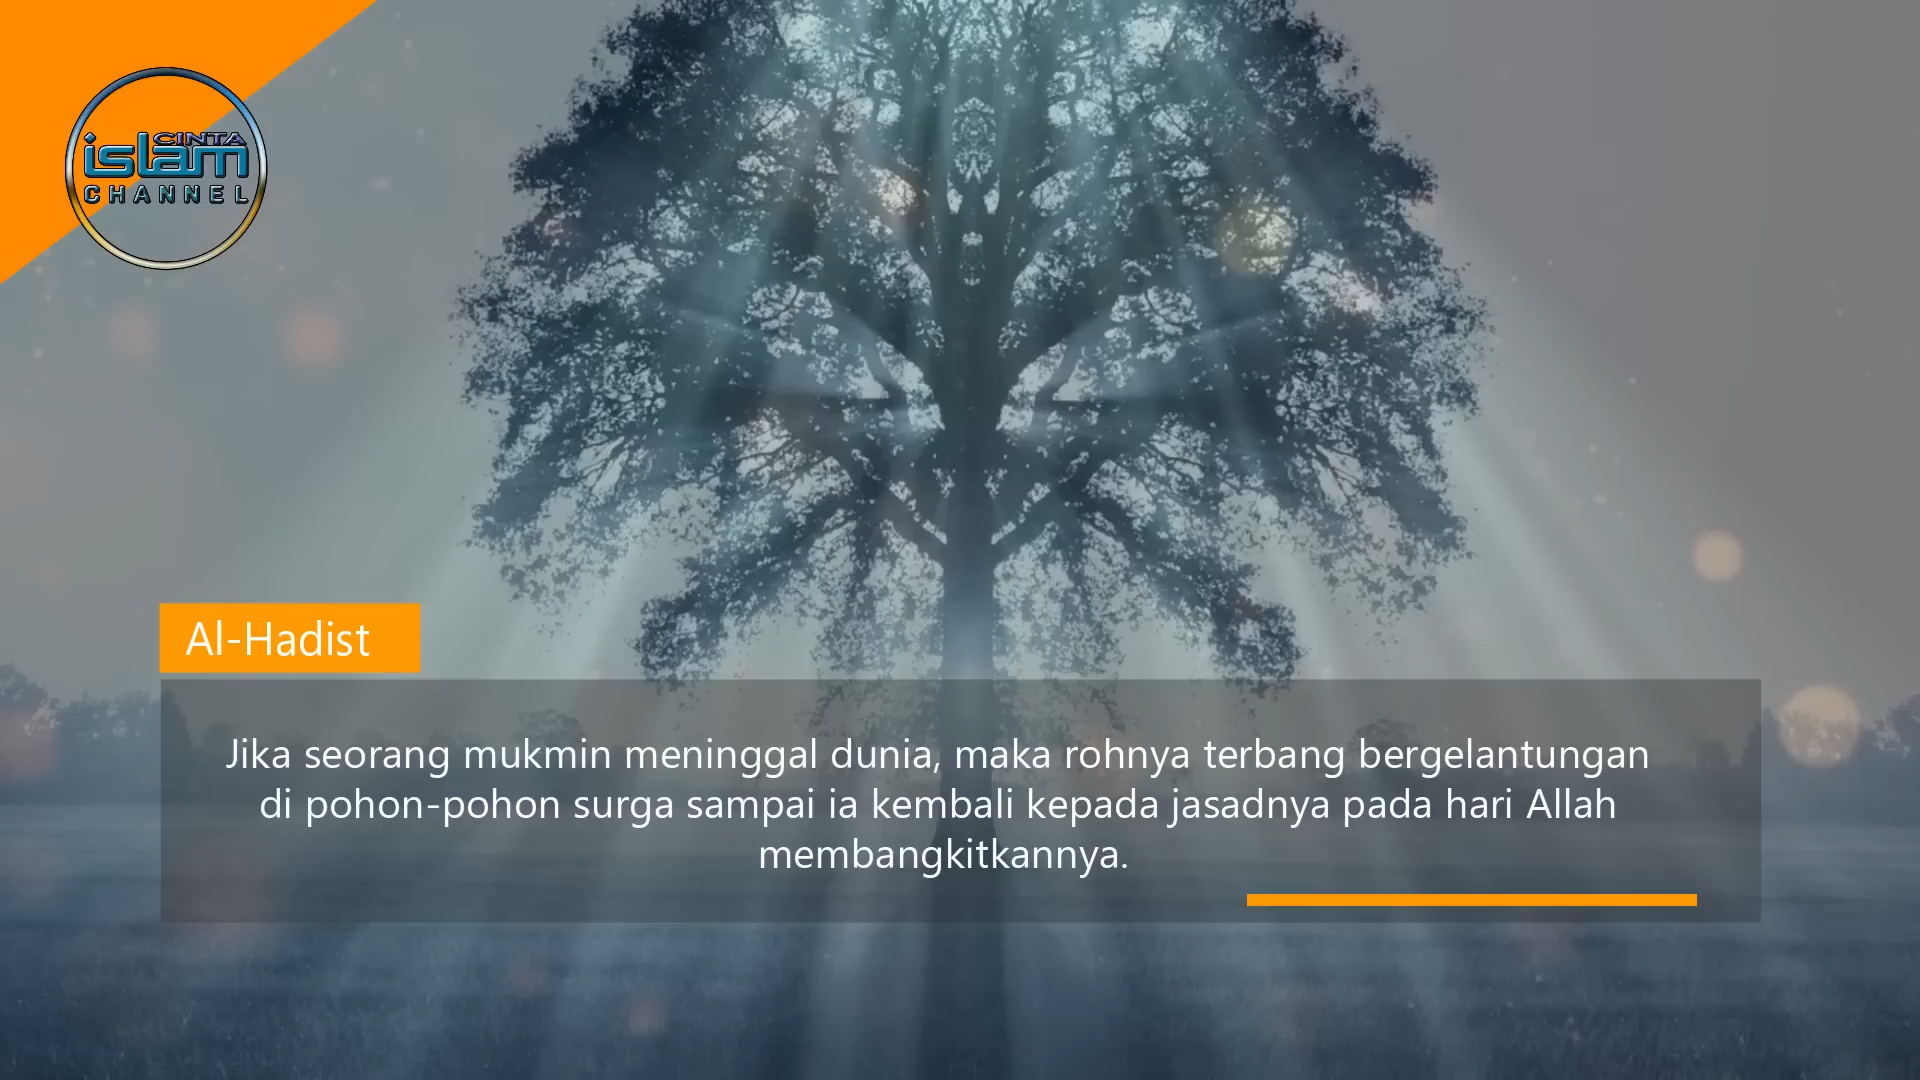 CINTA
islam
CHANNEL
Al-Hadist
Jika seorang mukmin meninggal dunia, maka rohnya terbang bergelantungan
di pohon-pohon surga sampai ia kembali kepada jasadnya pada hari Allah
membangkitkannya.